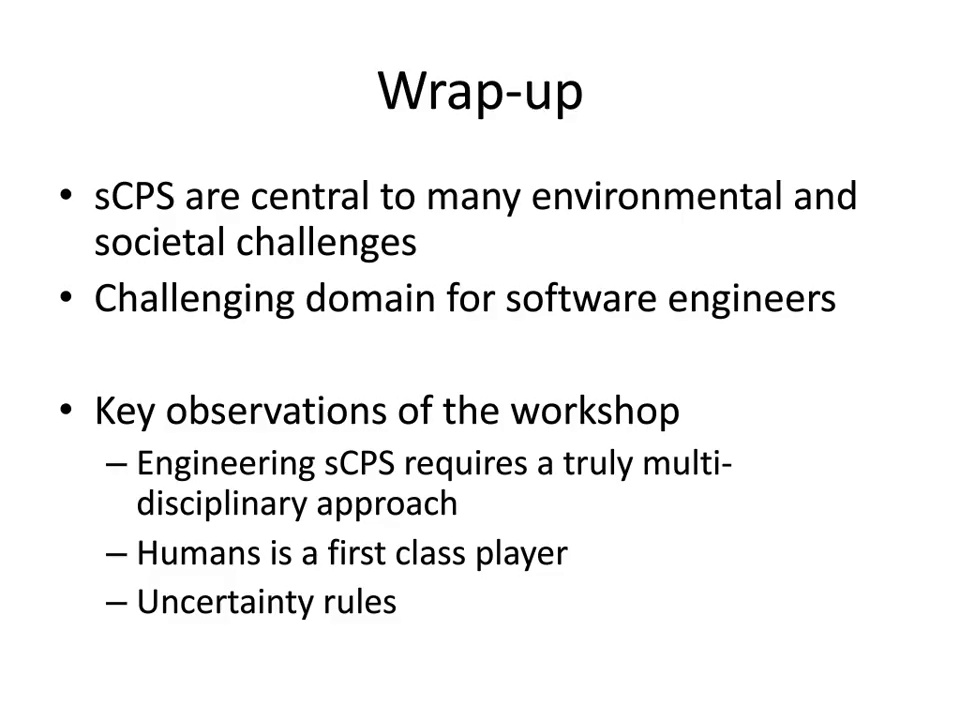 Wrap-up
• sCPS are central to many environmental and
societal challenges
• Challenging domain for software engineers
• Key observations of the workshop
– Engineering sCPS requires a truly multi-
disciplinary approach
– Humans is a first class player
– Uncertainty rules